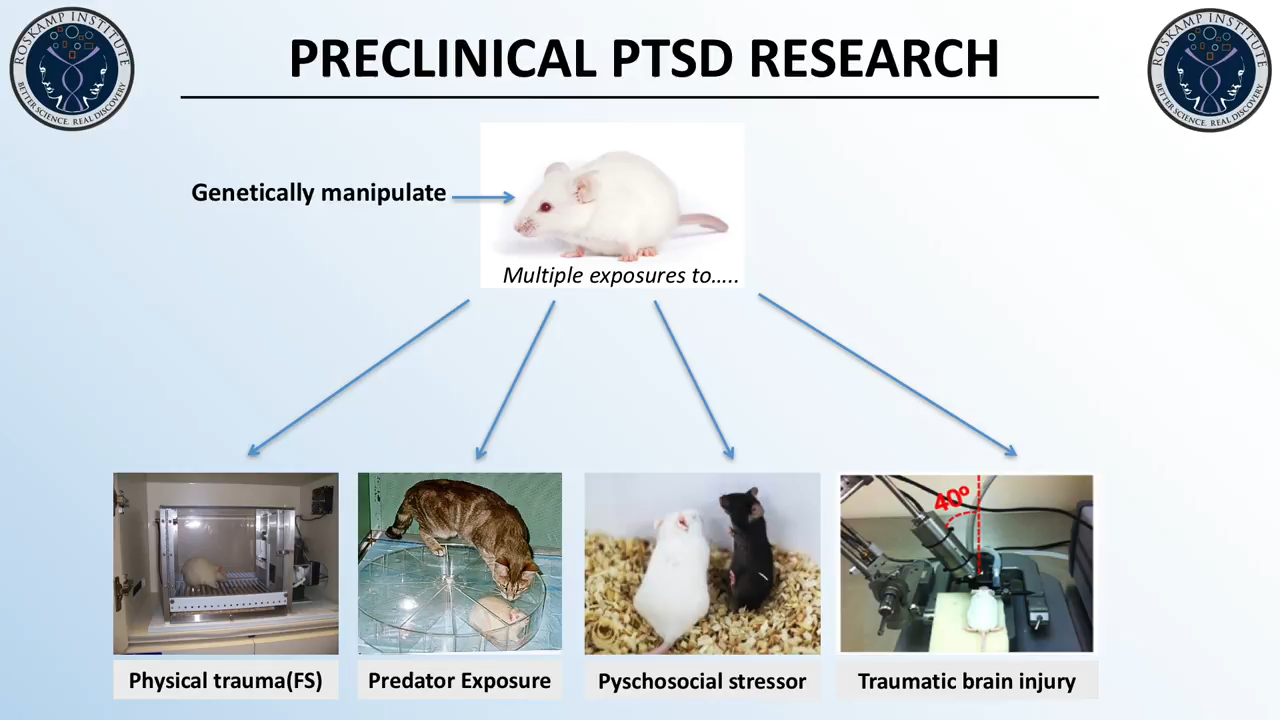 ROSKAMP INSTITUTE
BETTER SCIENCE. REAL DISCOVERY
PRECLINICAL PTSD RESEARCH
ROSKAMP INSTITUTE
BETTER SCIENCE. REAL DISCOVERY
Genetically manipulate
Multiple exposures to.....
40º
Physical trauma(FS)
Predator Exposure
Pyschosocial stressor
Traumatic brain injury